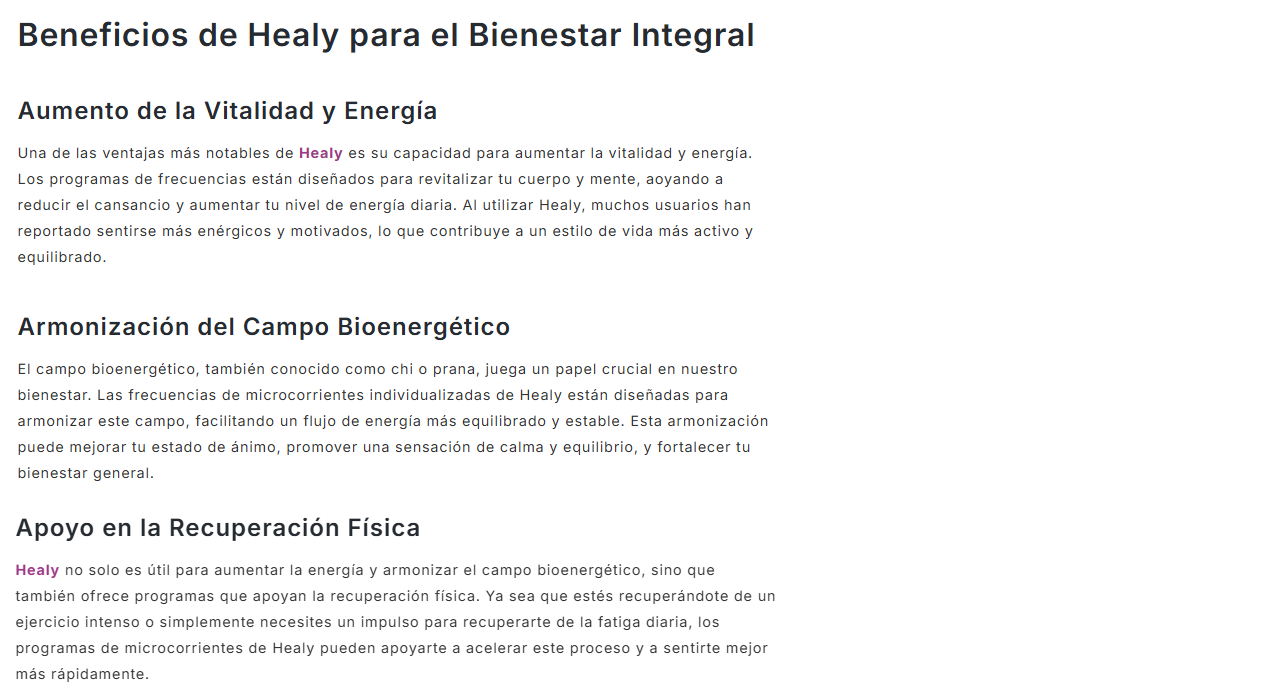 Beneficios de Healy para el Bienestar Integral
Aumento de la Vitalidad y Energía
Una de las ventajas más notables de Healy es su capacidad para aumentar la vitalidad y energía.
Los programas de frecuencias están diseñados para revitalizar tu cuerpo y mente, aoyando a
reducir el cansancio y aumentar tu nivel de energía diaria. Al utilizar Healy, muchos usuarios han
reportado sentirse más enérgicos y motivados, lo que contribuye a un estilo de vida más activo y
equilibrado.
Armonización del Campo Bioenergético
El campo bioenergético, también conocido como chi o prana, juega un papel crucial en nuestro
bienestar. Las frecuencias de microcorrientes individualizadas de Healy están diseñadas para
armonizar este campo, facilitando un flujo de energía más equilibrado y estable. Esta armonización
puede mejorar tu estado de ánimo, promover una sensación de calma y equilibrio, y fortalecer tu
bienestar general.
Apoyo en la Recuperación Física
Healy no solo es útil para aumentar la energía y armonizar el campo bioenergético, sino que
también ofrece programas que apoyan la recuperación física. Ya sea que estés recuperándote de un
ejercicio intenso o simplemente necesites un impulso para recuperarte de la fatiga diaria, los
programas de microcorrientes de Healy pueden apoyarte a acelerar este proceso y a sentirte mejor
más rápidamente.